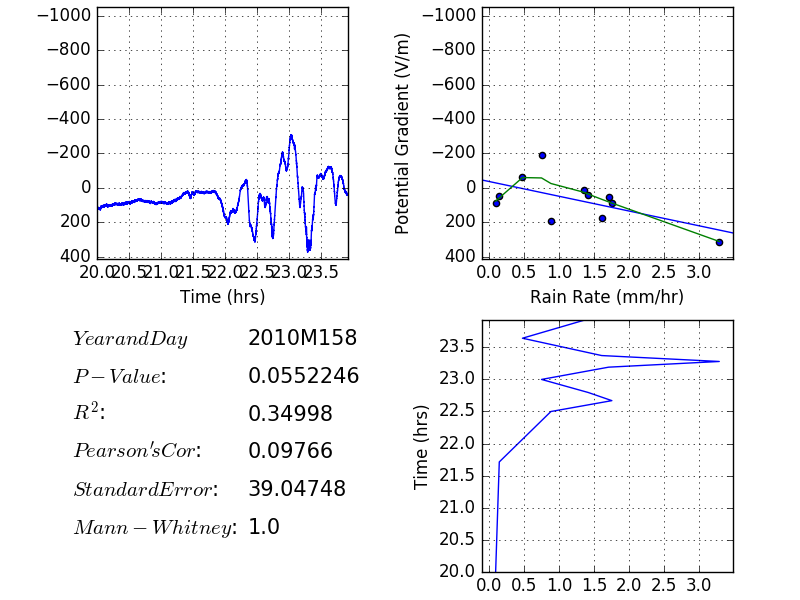 −1000
−800
−600
−400
−200
0
200
400
20.0 20.5 21.0 21.5 22.0 22.5 23.0 23.5
Time (hrs)
−1000
−800
−600
−400
−200
0
200
400
Potential Gradient (V/m)
0.0 0.5 1.0 1.5 2.0 2.5 3.0
Rain Rate (mm/hr)
YearandDay 2010M158
P−Value: 0.0552246
R²: 0.34998
Pearson'sCor: 0.09766
StandardError: 39.04748
Mann−Whitney: 1.0
23.5
23.0
22.5
22.0
21.5
21.0
20.5
20.0
Time (hrs)
0.0 0.5 1.0 1.5 2.0 2.5 3.0